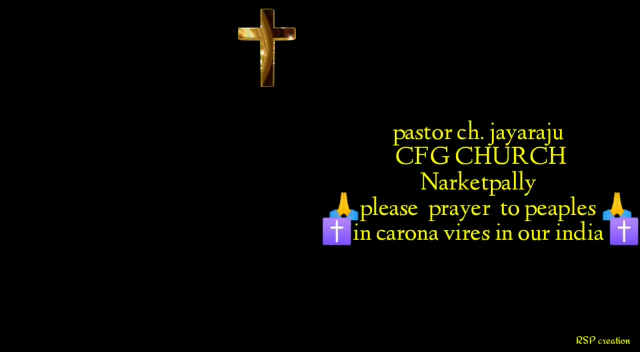 pastor ch. jayaraju
CFG CHURCH
Narketpally
🙏please prayer to peaples🙏
✝️in carona vires in our india✝️
RSP creation